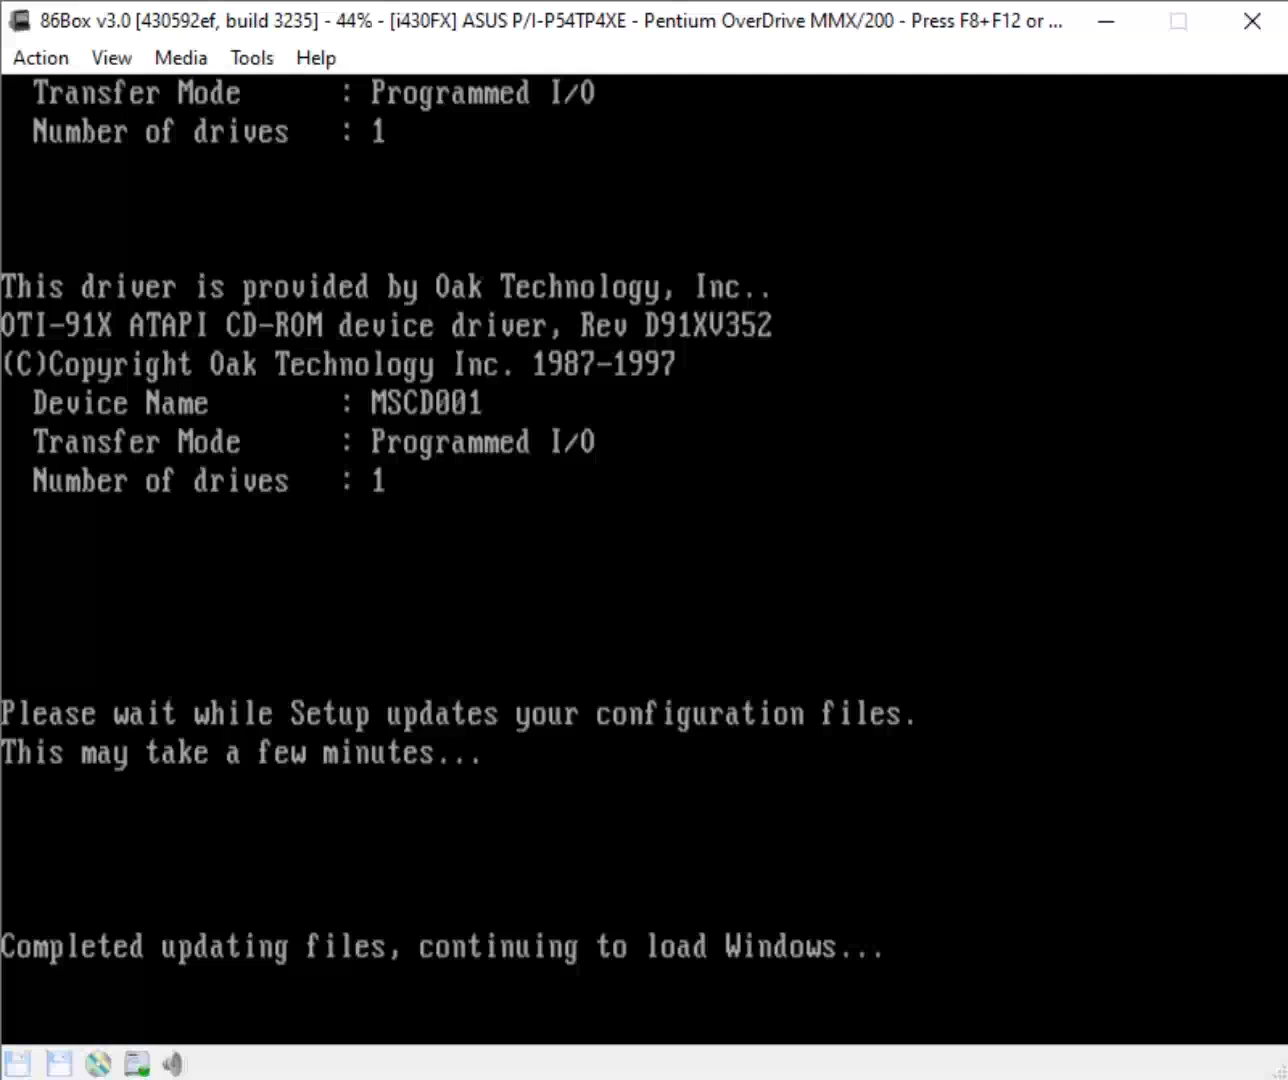 86Box v3.0 [430592ef, build 3235] - 44% - [i430FX] ASUS P/I-P54TP4XE - Pentium OverDrive MMX/200 - Press F8+F12 or ...
Action View Media Tools Help
Transfer Mode : Programmed I/O
Number of drives : 1
This driver is provided by Oak Technology, Inc..
OTI-91X ATAPI CD-ROM device driver, Rev D91XV352
(C)Copyright Oak Technology Inc. 1987-1997
Device Name : MSCD001
Transfer Mode : Programmed I/O
Number of drives : 1
Please wait while Setup updates your configuration files.
This may take a few minutes...
Completed updating files, continuing to load Windows...